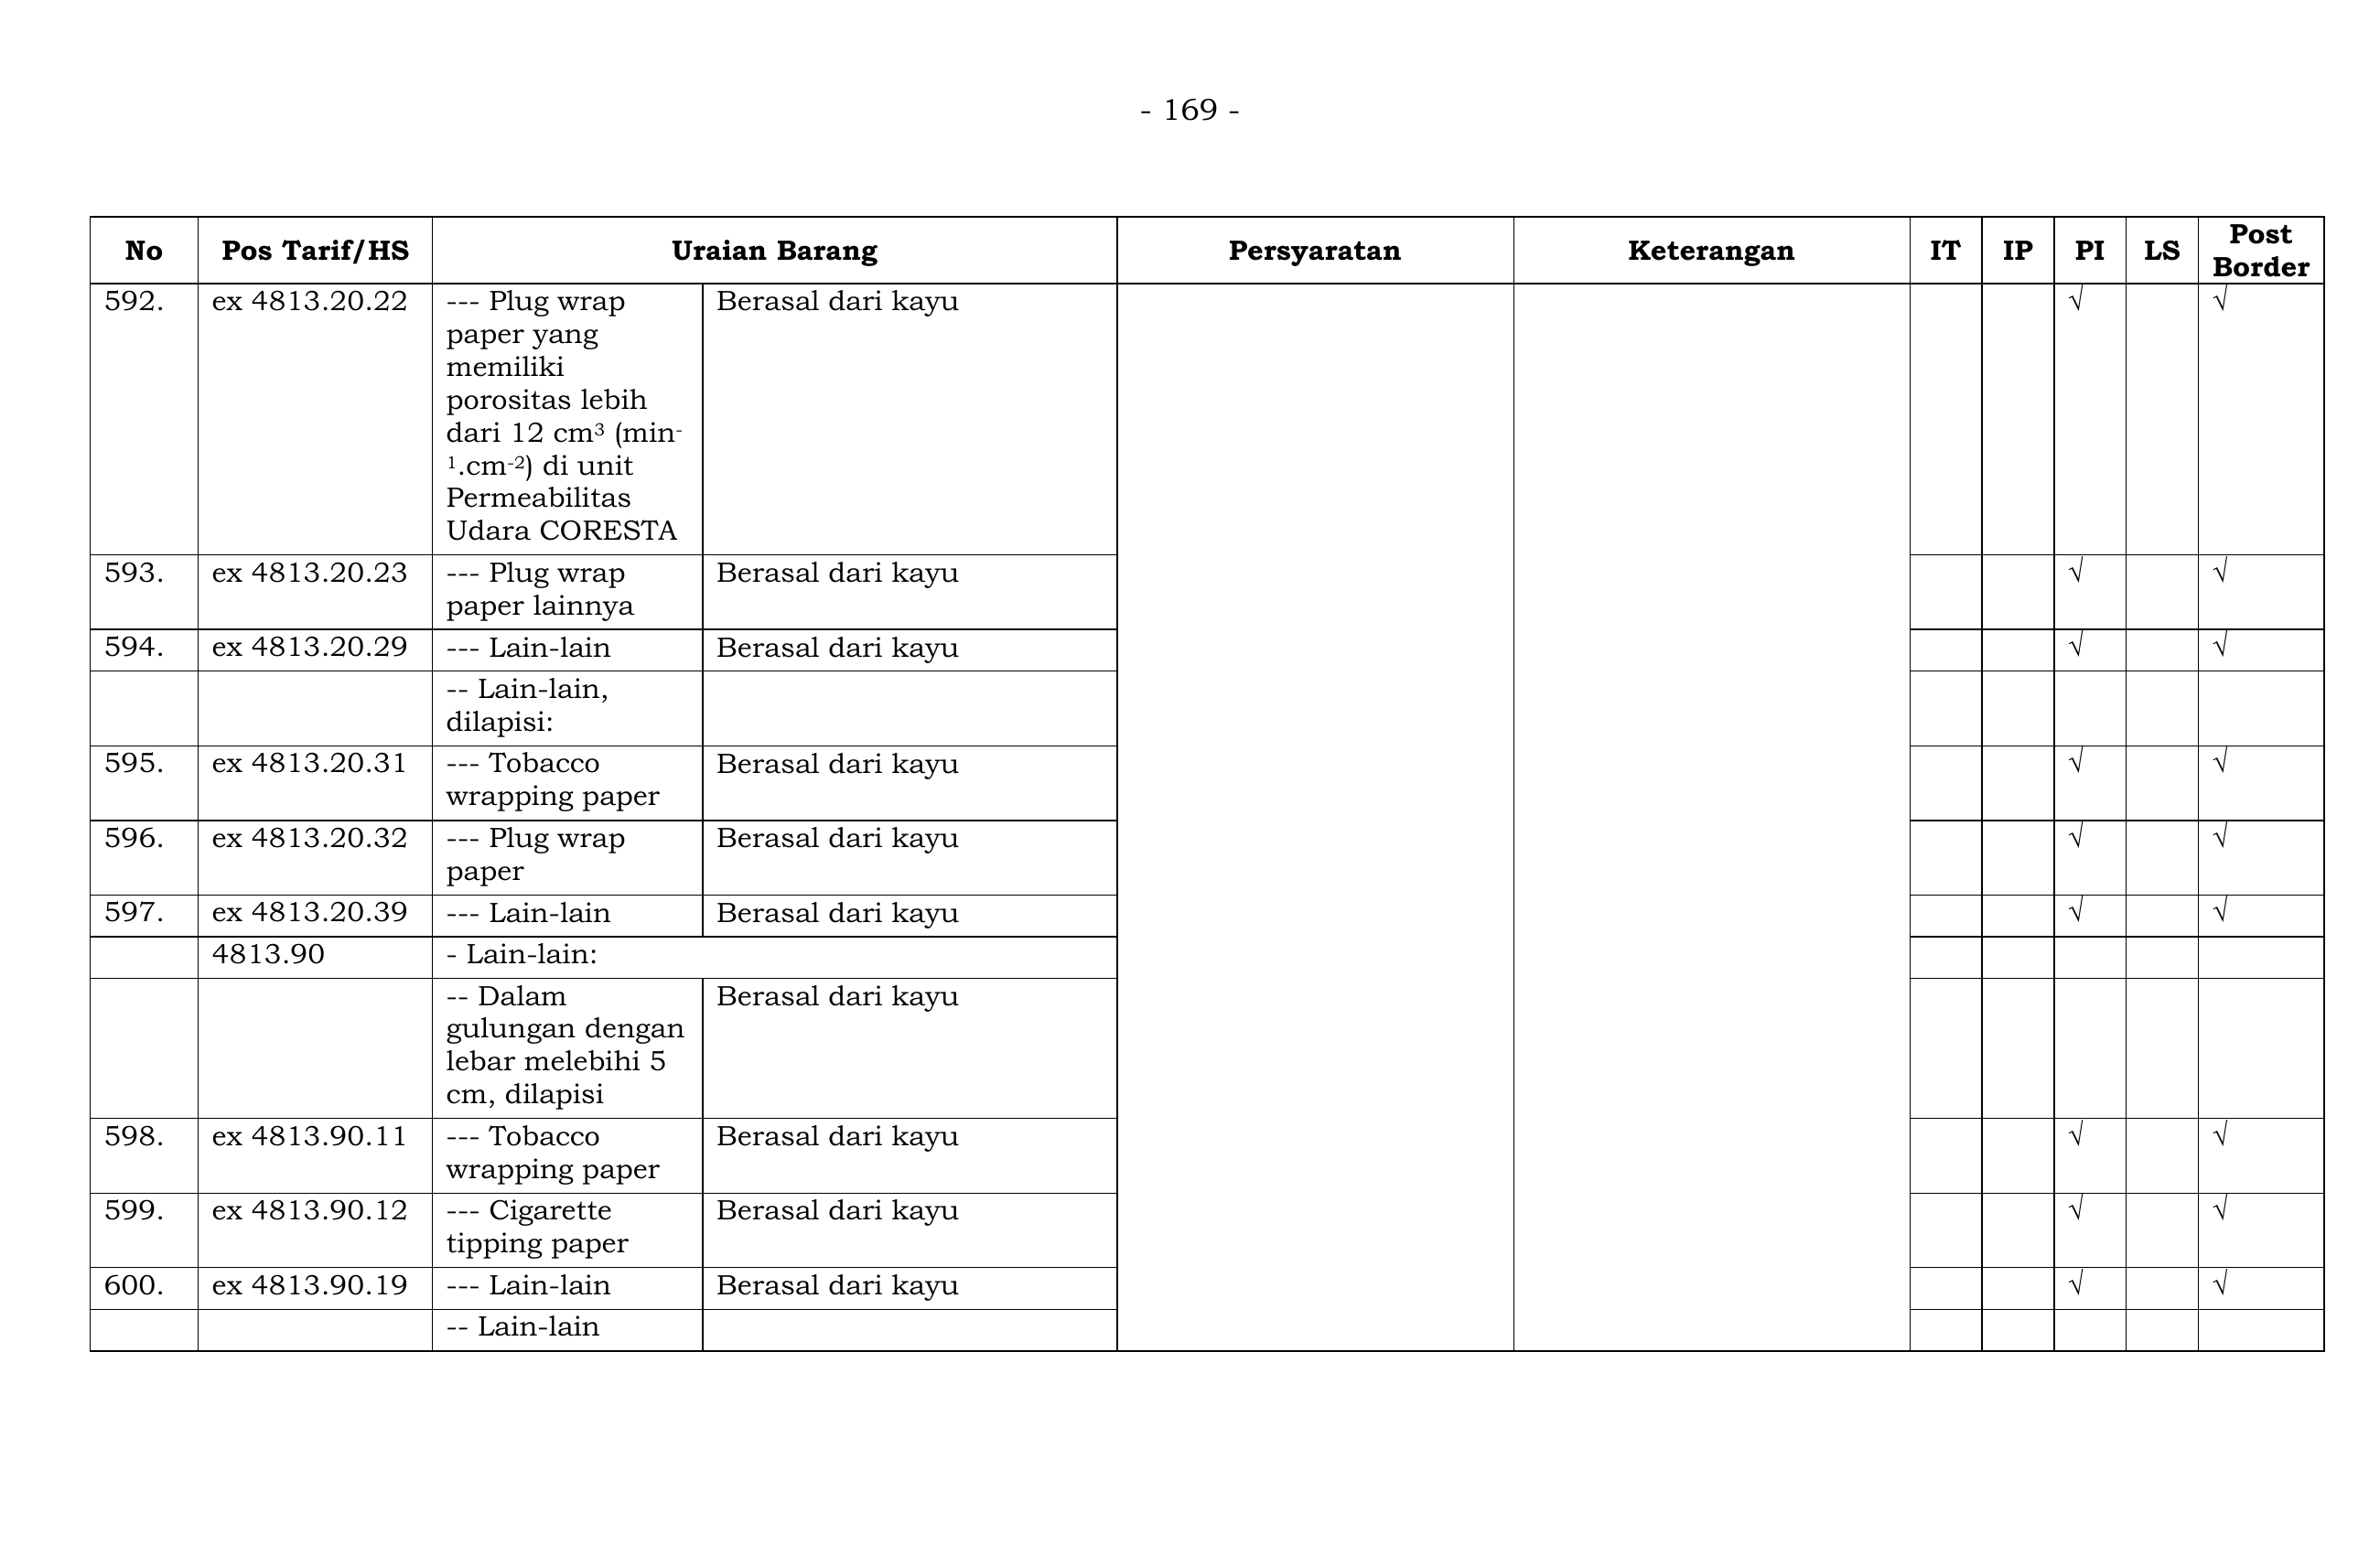 - 169 -
No Pos Tarif/HS Uraian Barang Persyaratan Keterangan IT IP PI LS Post Border
592. ex 4813.20.22 --- Plug wrap Berasal dari kayu √ √
paper yang
memiliki
porositas lebih
dari 12 cm³ (min-
¹.cm-²) di unit
Permeabilitas
Udara CORESTA
593. ex 4813.20.23 --- Plug wrap Berasal dari kayu √ √
paper lainnya
594. ex 4813.20.29 --- Lain-lain Berasal dari kayu √ √
-- Lain-lain,
dilapisi:
595. ex 4813.20.31 --- Tobacco Berasal dari kayu √ √
wrapping paper
596. ex 4813.20.32 --- Plug wrap Berasal dari kayu √ √
paper
597. ex 4813.20.39 --- Lain-lain Berasal dari kayu √ √
4813.90 - Lain-lain:
-- Dalam Berasal dari kayu
gulungan dengan
lebar melebihi 5
cm, dilapisi
598. ex 4813.90.11 --- Tobacco Berasal dari kayu √ √
wrapping paper
599. ex 4813.90.12 --- Cigarette Berasal dari kayu √ √
tipping paper
600. ex 4813.90.19 --- Lain-lain Berasal dari kayu √ √
-- Lain-lain